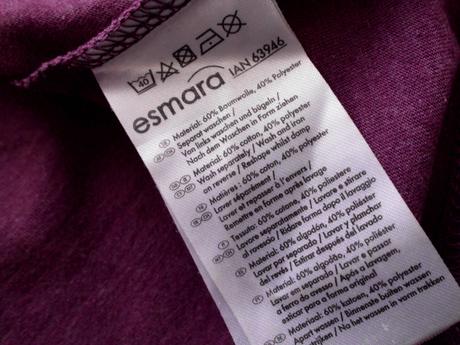 40
esmara IAN 63946
Material: 60% Baumwolle, 40% Polyester
Separat waschen /
Von links waschen und bügeln /
Nach dem Waschen in Form ziehen
Material: 60% cotton, 40% polyester
Wash separately / Wash and iron
on reverse / Reshape whilst damp
Matières: 60% coton, 40% polyester
Laver séparément /
Laver et repasser à l'envers /
Remettre en forme après lavage
Tessuto: 60% cotone, 40% poliestere
Lavare separatamente / Lavare e stirare
al rovescio / Ridare forma dopo il lavaggio
Material: 60% algodón, 40% poliéster
Lavar por separado / Lavar y planchar
del revés / Estirar después del lavado
Material: 60% algodão, 40% poliéster
Lavar em separado / Lavar e passar
a ferro do avesso / Após a lavagem,
esticar para a forma original
Materiaal: 60% katoen, 40% polyester
Apart wassen / Binnenste buiten wassen
strijken / Na het wassen in vorm trekken